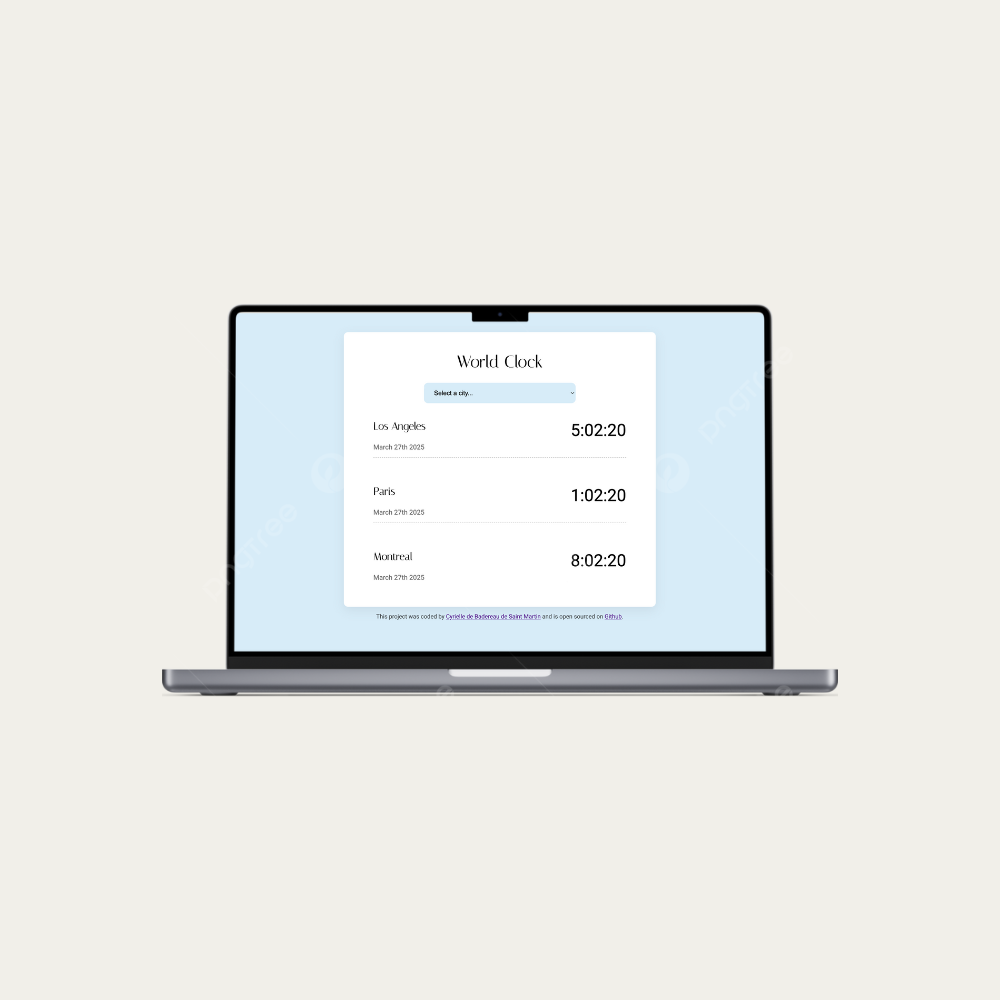 World Clock
Select a city...
Los Angeles
5:02:20
March 27th 2025
Paris
1:02:20
March 27th 2025
Montreal
8:02:20
March 27th 2025
This project was coded by Cyrielle de Badereau de Saint Martin and is open sourced on Github.
pngtree
pngtree